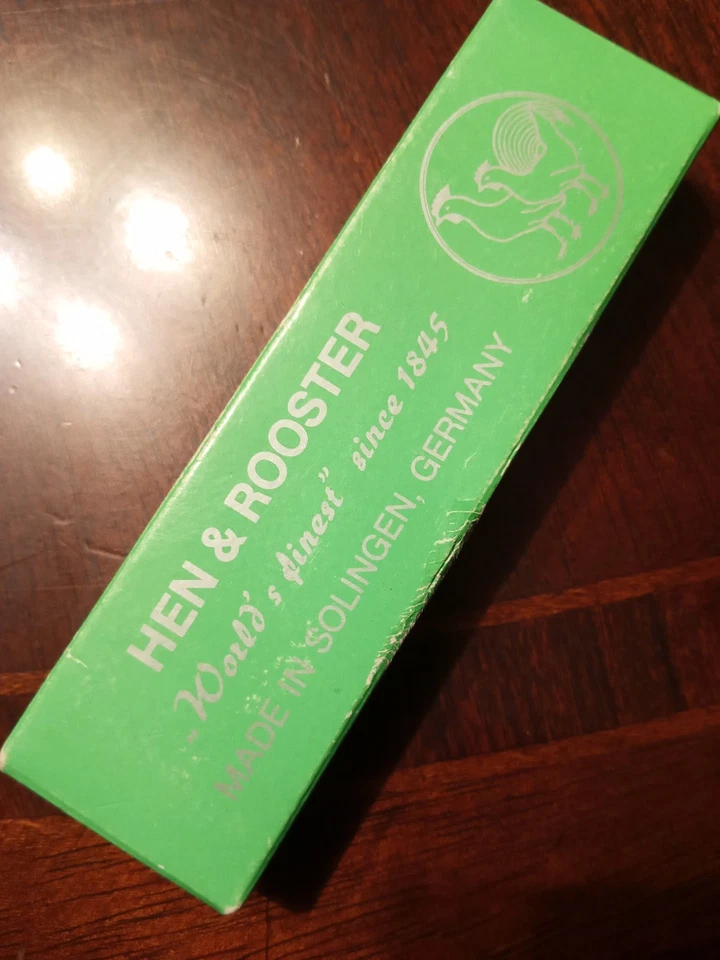 HEN & ROOSTER
„World's finest” since 1845
MADE IN SOLINGEN, GERMANY